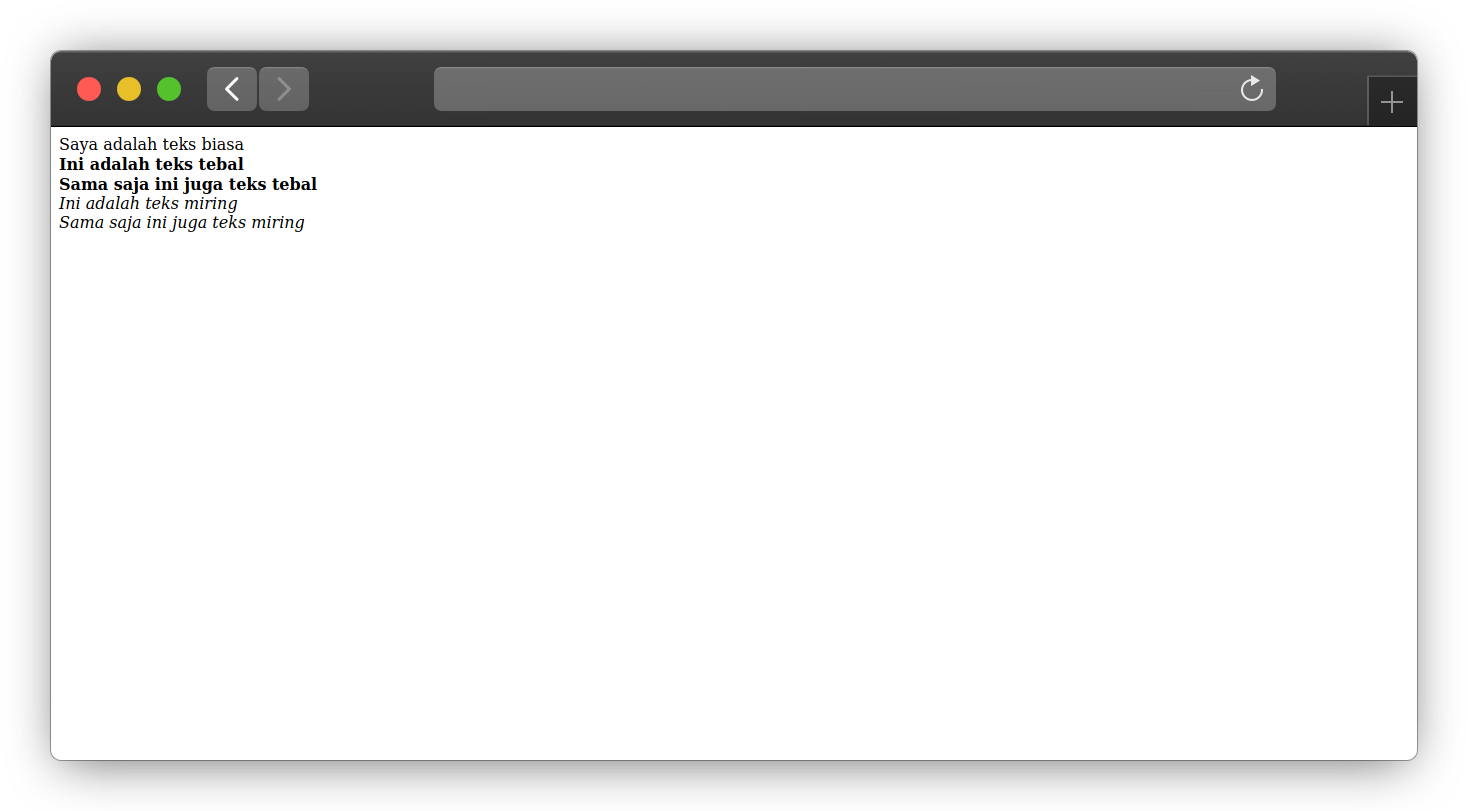 Saya adalah teks biasa
Ini adalah teks tebal
Sama saja ini juga teks tebal
Ini adalah teks miring
Sama saja ini juga teks miring